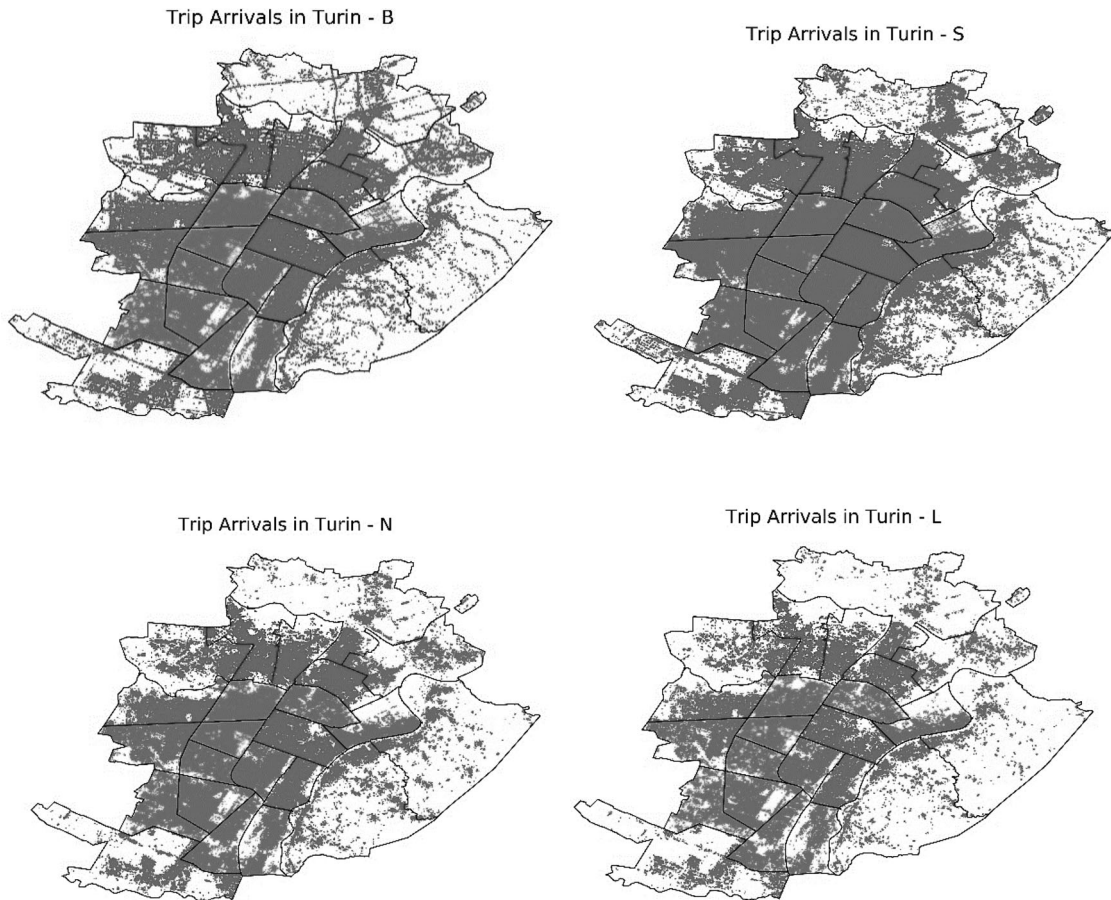 Trip Arrivals in Turin - B
Trip Arrivals in Turin - S
Trip Arrivals in Turin - N
Trip Arrivals in Turin - L